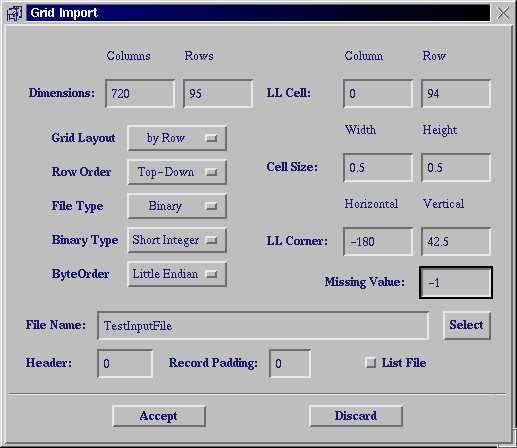 Grid Import
Columns Rows Column Row
Dimensions: 720 95 LL Cell: 0 94
Grid Layout by Row Width Height
Row Order Top-Down Cell Size: 0.5 0.5
File Type Binary Horizontal Vertical
Binary Type Short Integer LL Corner: -180 42.5
ByteOrder Little Endian Missing Value: -1
File Name: TestInputFile Select
Header: 0 Record Padding: 0 List File
Accept Discard